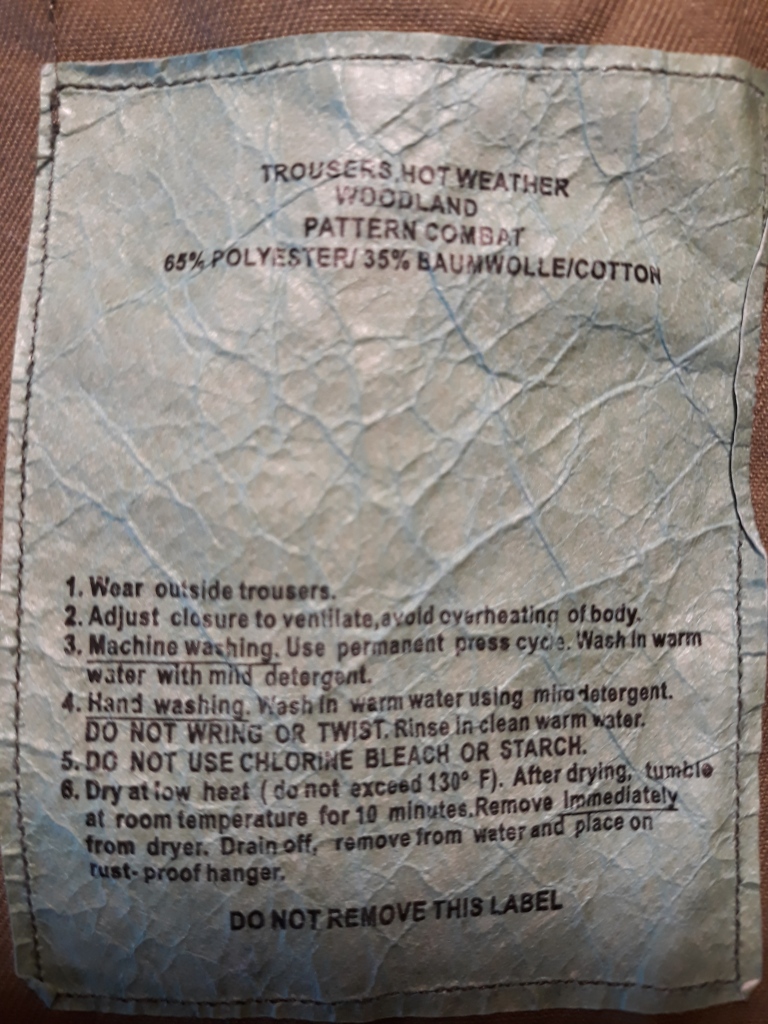 TROUSERS, HOT WEATHER
WOODLAND
PATTERN COMBAT
65% POLYESTER/ 35% BAUMWOLLE/COTTON
1. Wear outside trousers.
2. Adjust closure to ventilate, avoid overheating of body.
3. Machine washing. Use permanent press cycle. Wash in warm
water with mild detergent.
4. Hand washing. Wash in warm water using mild detergent.
DO NOT WRING OR TWIST. Rinse in clean warm water.
5. DO NOT USE CHLORINE BLEACH OR STARCH.
6. Dry at low heat (do not exceed 130° F). After drying, tumble
at room temperature for 10 minutes. Remove Immediately
from dryer. Drain off, remove from water and place on
rust-proof hanger.
DO NOT REMOVE THIS LABEL